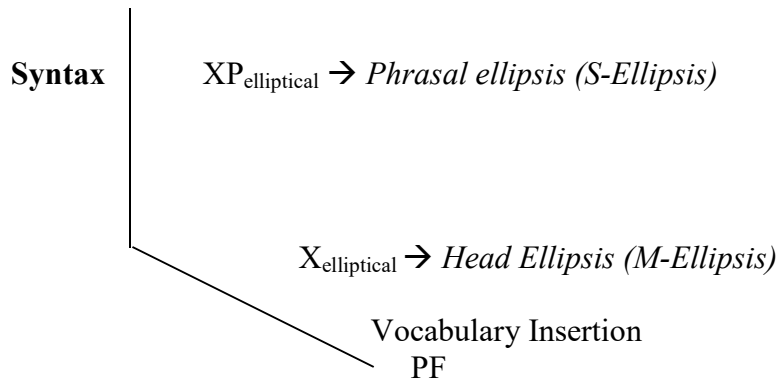 Syntax XPelliptical → Phrasal ellipsis (S-Ellipsis)
Xelliptical → Head Ellipsis (M-Ellipsis)
Vocabulary Insertion
PF